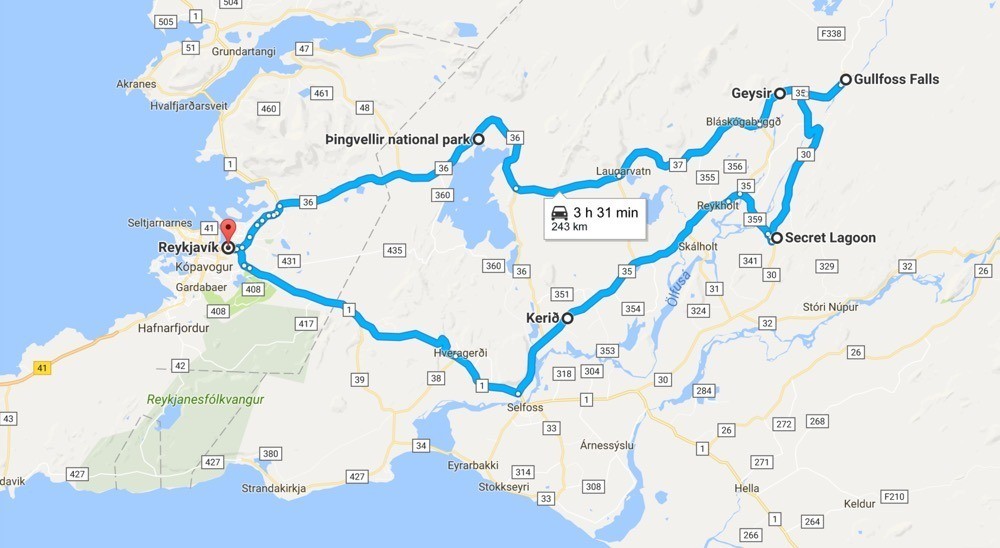 504
505
1
51
Grundartangi
47
F338
Akranes
461
Hvalfjarðarsveit
460
48
Geysir
35
Gullfoss Falls
Bláskógabyggð
Þingvellir national park
36
30
1
36
Laugarvatn
37
356
355
360
36
35
Reykholt
3 h 31 min
243 km
359
Seltjarnarnes
41
Reykjavík
Secret Lagoon
Skálholt
435
431
Kópavogur
360
36
35
341
30
329
32
26
Gardabaer
408
Ölfusá
31
351
354
324
Stóri Núpur
408
1
417
Kerið
32
Hafnarfjordur
Hveragerði
353
26
41
42
39
38
318
304
30
284
1
Reykjanesfólkvangur
Selfoss
1
43
33
26
272
268
34
Árnessýslu
1
380
427
427
427
Eyrarbakki
314
271
davik
Strandakirkja
Stokkseyri
308
33
Hella
F210
Keldur
1
264
266